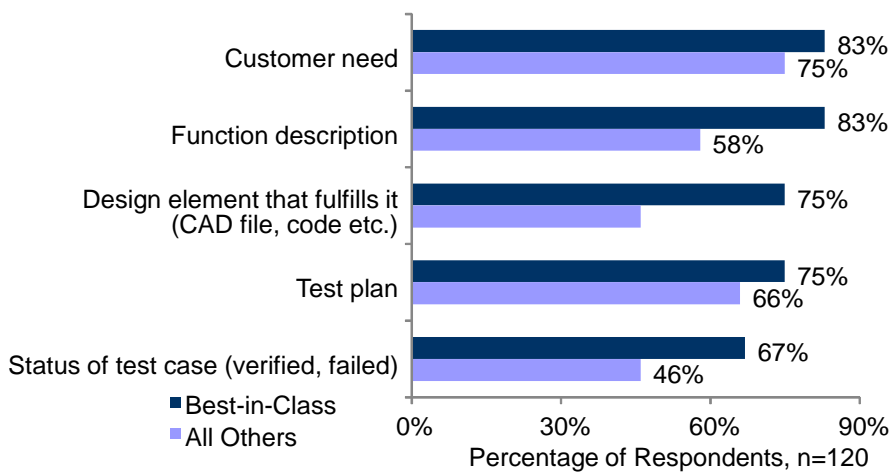 Customer need
83%
75%
Function description
83%
58%
Design element that fulfills it
(CAD file, code etc.)
75%
Test plan
75%
66%
Status of test case (verified, failed)
67%
46%
Best-in-Class
All Others
0%
30%
60%
90%
Percentage of Respondents, n=120